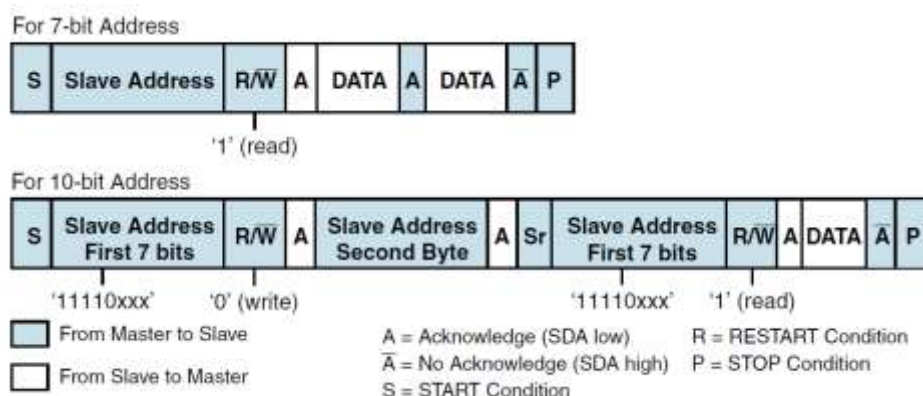 For 7-bit Address
S Slave Address R/W̅ A DATA A DATA A̅ P
'1' (read)
For 10-bit Address
S Slave Address First 7 bits R/W̅ A Slave Address Second Byte A Sr Slave Address First 7 bits R/W̅ A DATA A̅ P
'11110xxx' '0' (write) '11110xxx' '1' (read)
From Master to Slave
From Slave to Master
A = Acknowledge (SDA low)
A̅ = No Acknowledge (SDA high)
S = START Condition
R = RESTART Condition
P = STOP Condition